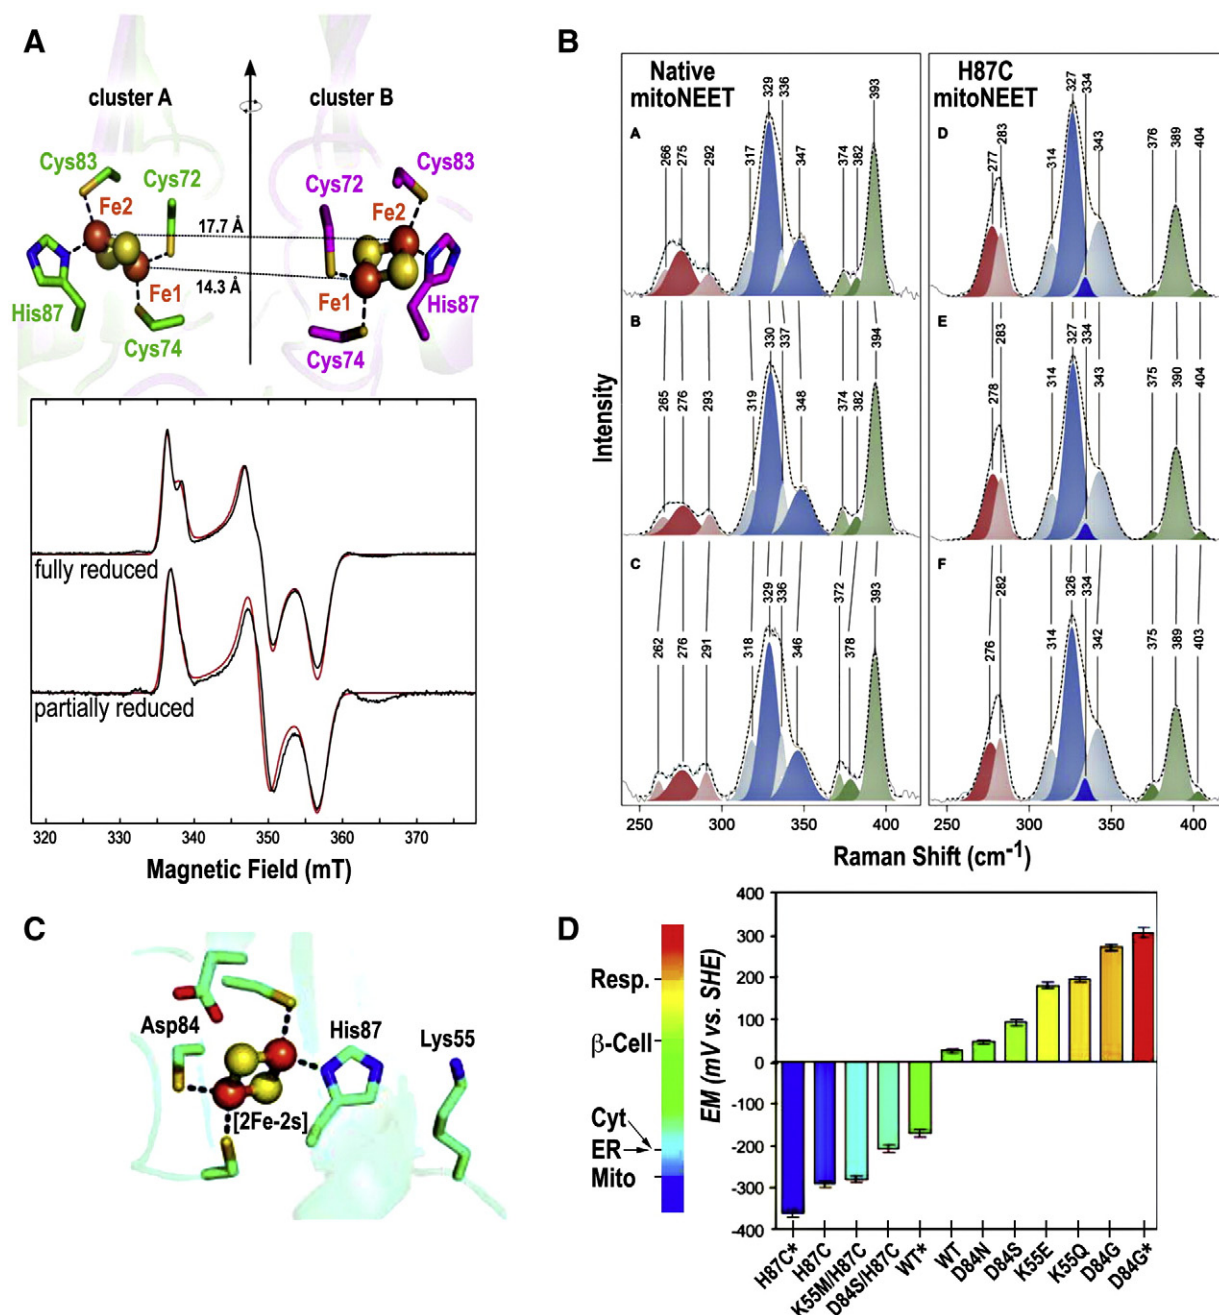 A
cluster A
cluster B
Cys83
Cys72
Fe2
17.7 Å
14.3 Å
His87
Fe1
Cys74
Cys83
Cys72
Fe2
Fe1
His87
Cys74
fully reduced
partially reduced
320 330 340 350 360 370
Magnetic Field (mT)
B
Native
mitoNEET
H87C
mitoNEET
A
266 275 292 317 329 336 347 374 382 393
D
277 283 314 327 334 343 376 389 404
B
265 276 293 319 330 337 348 374 382 394
E
278 283 314 327 334 343 375 390 404
C
262 276 291 318 329 336 346 372 378 393
F
276 282 314 326 334 342 375 389 403
Intensity
250 300 350 400 250 300 350 400
Raman Shift (cm-1)
C
Asp84
His87
Lys55
[2Fe-2s]
D
Resp.
β-Cell
Cyt
ER
Mito
EM (mV vs. SHE)
400
300
200
100
0
-100
-200
-300
-400
H87C*
H87C
K55M/H87C
D84S/H87C
WT*
WT
D84N
D84S
K55E
K55Q
D84G
D84G*